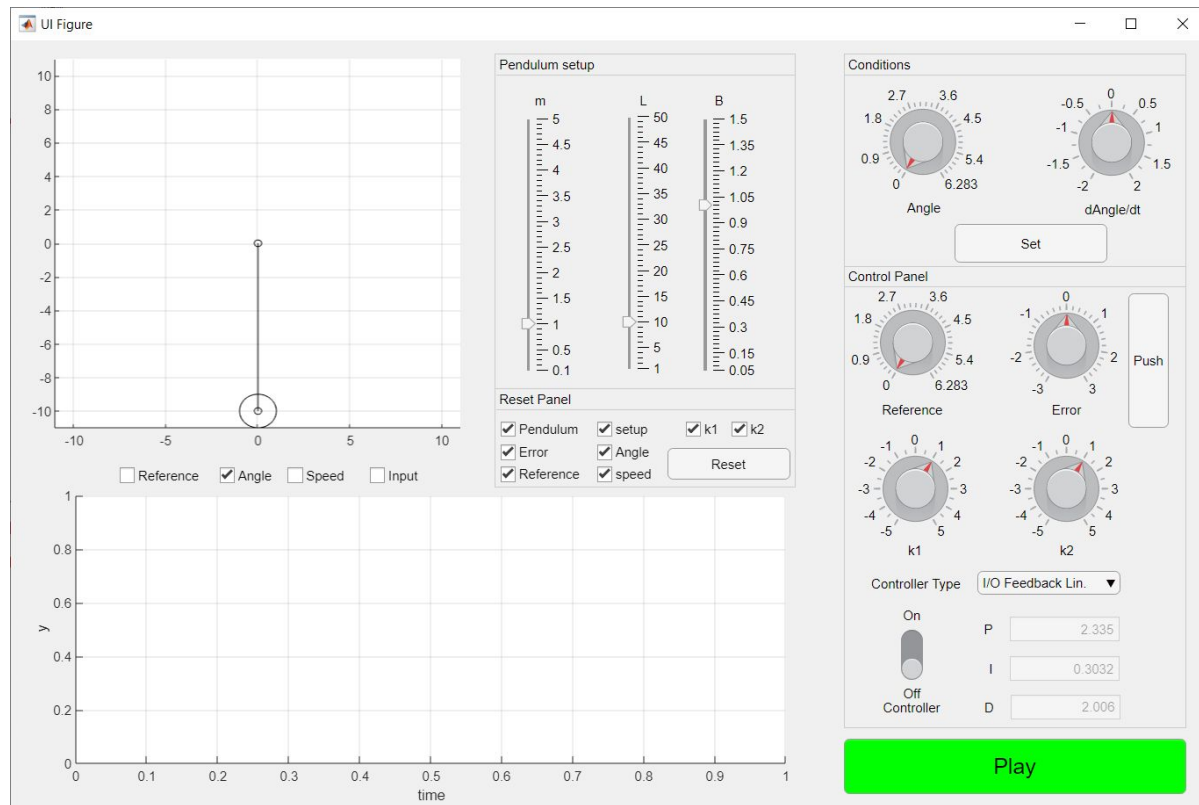 UI Figure
10
8
6
4
2
0
-2
-4
-6
-8
-10
-10 -5 0 5 10
Reference Angle Speed Input
Pendulum setup
m
5
4.5
4
3.5
3
2.5
2
1.5
1
0.5
0.1
L
50
45
40
35
30
25
20
15
10
5
1
B
1.5
1.35
1.2
1.05
0.9
0.75
0.6
0.45
0.3
0.15
0.05
Reset Panel
Pendulum setup k1 k2
Error Angle
Reference speed
Reset
1
0.8
0.6
0.4
0.2
0
y
0 0.1 0.2 0.3 0.4 0.5 0.6 0.7 0.8 0.9 1
time
Conditions
0 0.9 1.8 2.7 3.6 4.5 5.4 6.283
Angle
-2 -1.5 -1 -0.5 0 0.5 1 1.5 2
dAngle/dt
Set
Control Panel
0 0.9 1.8 2.7 3.6 4.5 5.4 6.283
Reference
-3 -2 -1 0 1 2 3
Error
Push
-5 -4 -3 -2 -1 0 1 2 3 4 5
k1
-5 -4 -3 -2 -1 0 1 2 3 4 5
k2
Controller Type I/O Feedback Lin.
On
Off
Controller
P 2.335
I 0.3032
D 2.006
Play